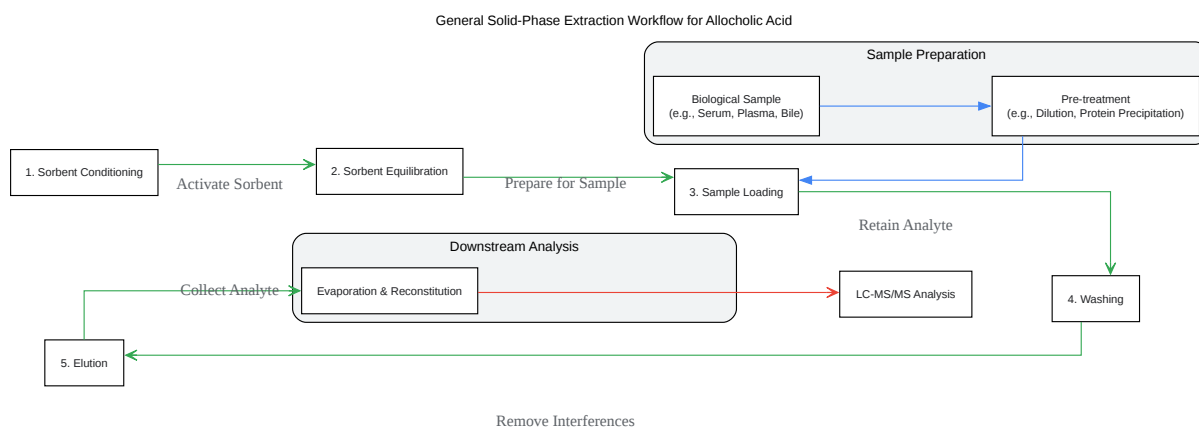 General Solid-Phase Extraction Workflow for Allocholic Acid
Sample Preparation
Biological Sample
(e.g., Serum, Plasma, Bile)
Pre-treatment
(e.g., Dilution, Protein Precipitation)
1. Sorbent Conditioning
Activate Sorbent
2. Sorbent Equilibration
Prepare for Sample
3. Sample Loading
Retain Analyte
Downstream Analysis
Collect Analyte
Evaporation & Reconstitution
LC-MS/MS Analysis
4. Washing
5. Elution
Remove Interferences